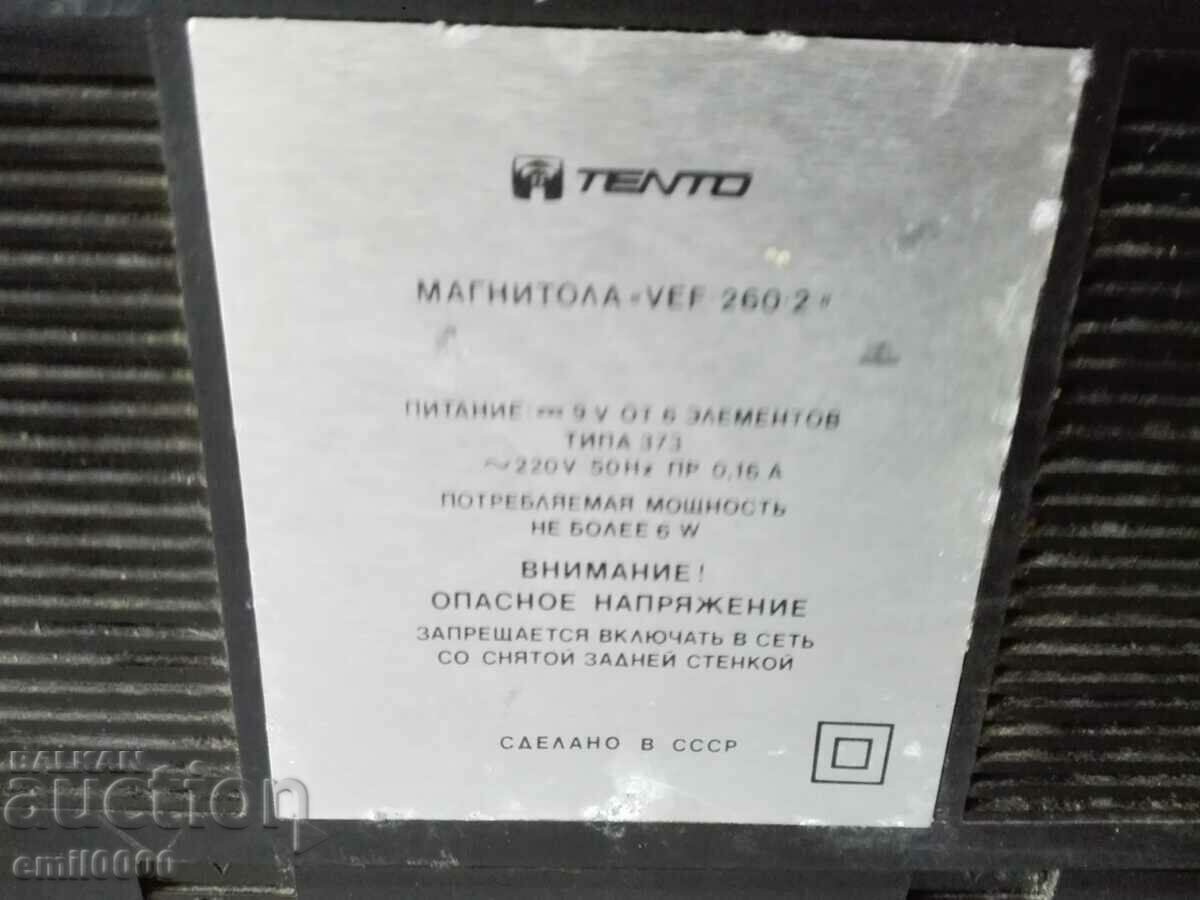 TENTO
МАГНИТОЛА «VEF 260/2»
ПИТАНИЕ: 9 V ОТ 6 ЭЛЕМЕНТОВ
ТИПА 373
~220V 50Hz ПР 0,16 А
ПОТРЕБЛЯЕМАЯ МОЩНОСТЬ
НЕ БОЛЕЕ 6 W
ВНИМАНИЕ!
ОПАСНОЕ НАПРЯЖЕНИЕ
ЗАПРЕЩАЕТСЯ ВКЛЮЧАТЬ В СЕТЬ
СО СНЯТОЙ ЗАДНЕЙ СТЕНКОЙ
СДЕЛАНО В СССР
BALKAN
auction
emil0000